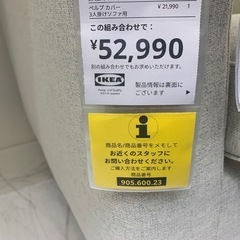 ペルプ カバー ¥ 21,990 1
3人掛けソファ用
この組み合わせで：
¥52,990
別の組み合わせでもお求めいただけます。
IKEA
製品情報は裏面に
ございます
i
商品名/商品番号をメモして
お近くのスタッフに
お問い合わせください。
ご購入方法をご案内します
商品番号
905.600.23